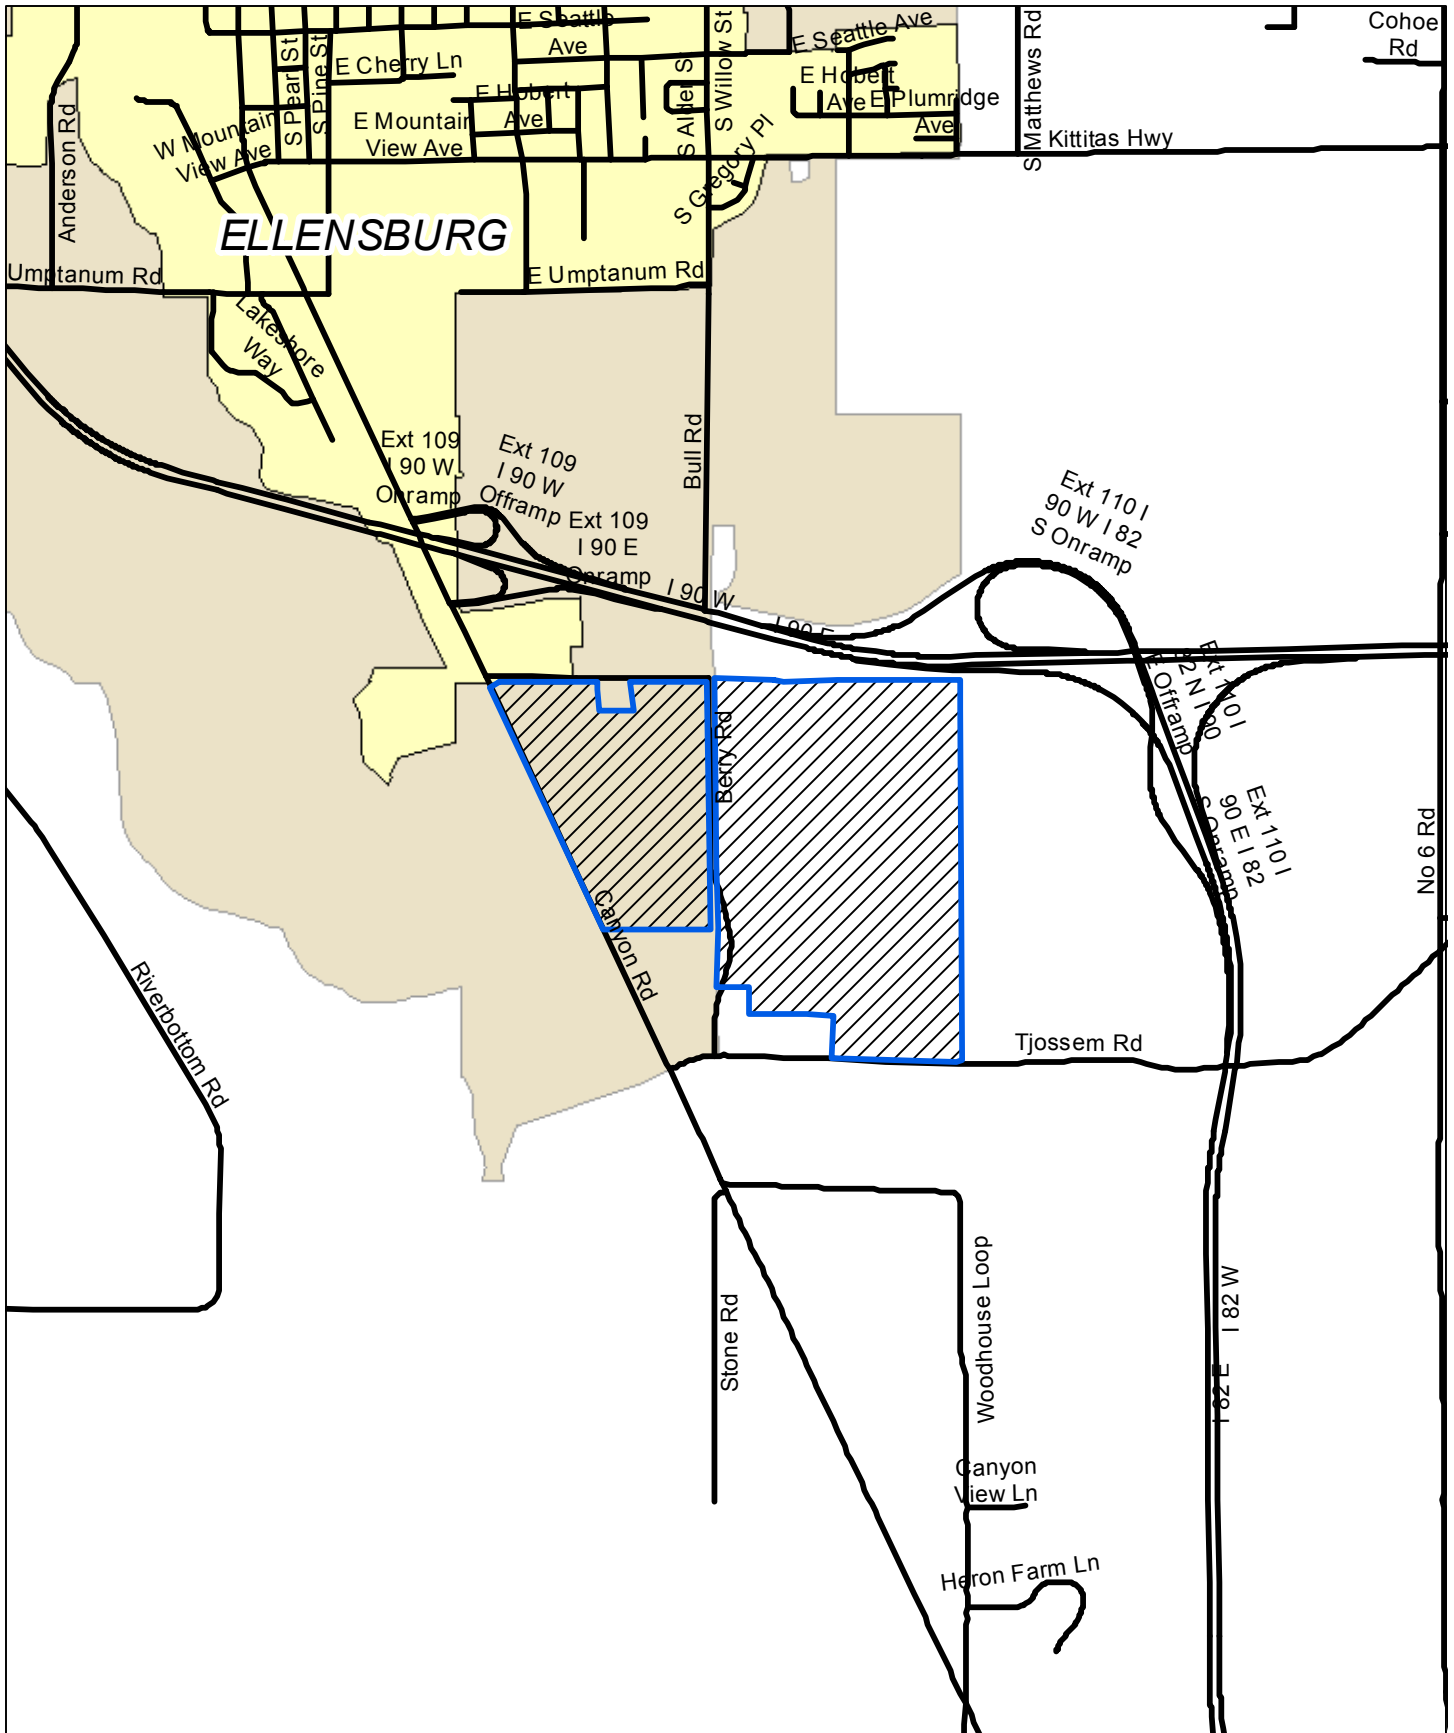 E Seattle
Ave
E Seattle Ave
Cohoe
Rd
E Cherry Ln
S Pear St
S Pine St
S Alder St
S Willow St
S Matthews Rd
E Hobert
Ave
E Hobert
Ave
E Plumridge
Ave
Anderson Rd
W Mountain
View Ave
E Mountain
View Ave
Kittitas Hwy
S Gregory Pl
ELLENSBURG
Umptanum Rd
E Umptanum Rd
Lakeshore
Way
Bull Rd
Ext 109
I 90 W
Onramp
Ext 109
I 90 W
Offramp
Ext 109
I 90 E
Onramp
Ext 110 I
90 W I 82
S Onramp
I 90 W
I 90 E
Ext 110 I
82 N I 90
E Offramp
Berry Rd
Ext 110 I
90 E I 82
S Onramp
No 6 Rd
Canyon Rd
Riverbottom Rd
Tjossem Rd
Stone Rd
Woodhouse Loop
I 82 W
I 82 E
Canyon
View Ln
Heron Farm Ln